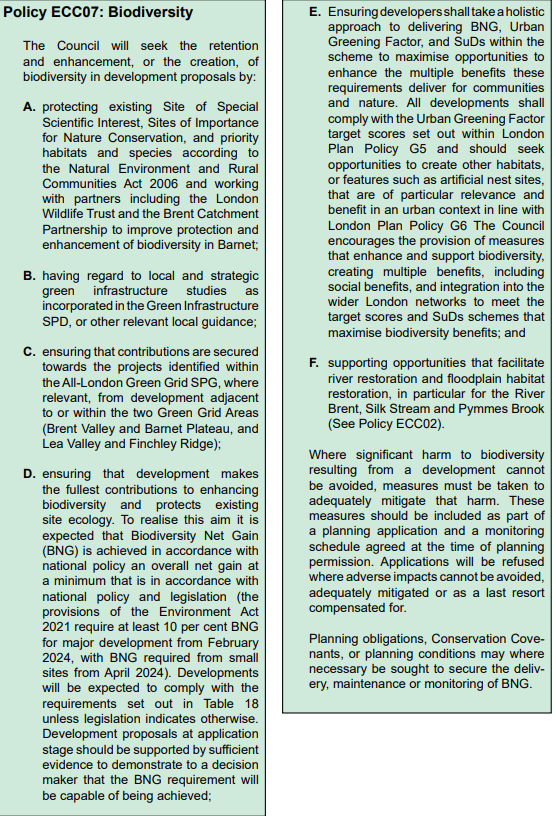 Policy ECC07: Biodiversity
The Council will seek the retention
and enhancement, or the creation, of
biodiversity in development proposals by:
A. protecting existing Site of Special
Scientific Interest, Sites of Importance
for Nature Conservation, and priority
habitats and species according to
the Natural Environment and Rural
Communities Act 2006 and working
with partners including the London
Wildlife Trust and the Brent Catchment
Partnership to improve protection and
enhancement of biodiversity in Barnet;
B. having regard to local and strategic
green infrastructure studies as
incorporated in the Green Infrastructure
SPD, or other relevant local guidance;
C. ensuring that contributions are secured
towards the projects identified within
the All-London Green Grid SPG, where
relevant, from development adjacent
to or within the two Green Grid Areas
(Brent Valley and Barnet Plateau, and
Lea Valley and Finchley Ridge);
D. ensuring that development makes
the fullest contributions to enhancing
biodiversity and protects existing
site ecology. To realise this aim it is
expected that Biodiversity Net Gain
(BNG) is achieved in accordance with
national policy an overall net gain at
a minimum that is in accordance with
national policy and legislation (the
provisions of the Environment Act
2021 require at least 10 per cent BNG
for major development from February
2024, with BNG required from small
sites from April 2024). Developments
will be expected to comply with the
requirements set out in Table 18
unless legislation indicates otherwise.
Development proposals at application
stage should be supported by sufficient
evidence to demonstrate to a decision
maker that the BNG requirement will
be capable of being achieved;
E. Ensuring developers shall take a holistic
approach to delivering BNG, Urban
Greening Factor, and SuDs within the
scheme to maximise opportunities to
enhance the multiple benefits these
requirements deliver for communities
and nature. All developments shall
comply with the Urban Greening Factor
target scores set out within London
Plan Policy G5 and should seek
opportunities to create other habitats,
or features such as artificial nest sites,
that are of particular relevance and
benefit in an urban context in line with
London Plan Policy G6 The Council
encourages the provision of measures
that enhance and support biodiversity,
creating multiple benefits, including
social benefits, and integration into the
wider London networks to meet the
target scores and SuDs schemes that
maximise biodiversity benefits; and
F. supporting opportunities that facilitate
river restoration and floodplain habitat
restoration, in particular for the River
Brent, Silk Stream and Pymmes Brook
(See Policy ECC02).
Where significant harm to biodiversity
resulting from a development cannot
be avoided, measures must be taken to
adequately mitigate that harm. These
measures should be included as part of
a planning application and a monitoring
schedule agreed at the time of planning
permission. Applications will be refused
where adverse impacts cannot be avoided,
adequately mitigated or as a last resort
compensated for.
Planning obligations, Conservation Cove-
nants, or planning conditions may where
necessary be sought to secure the deliv-
ery, maintenance or monitoring of BNG.